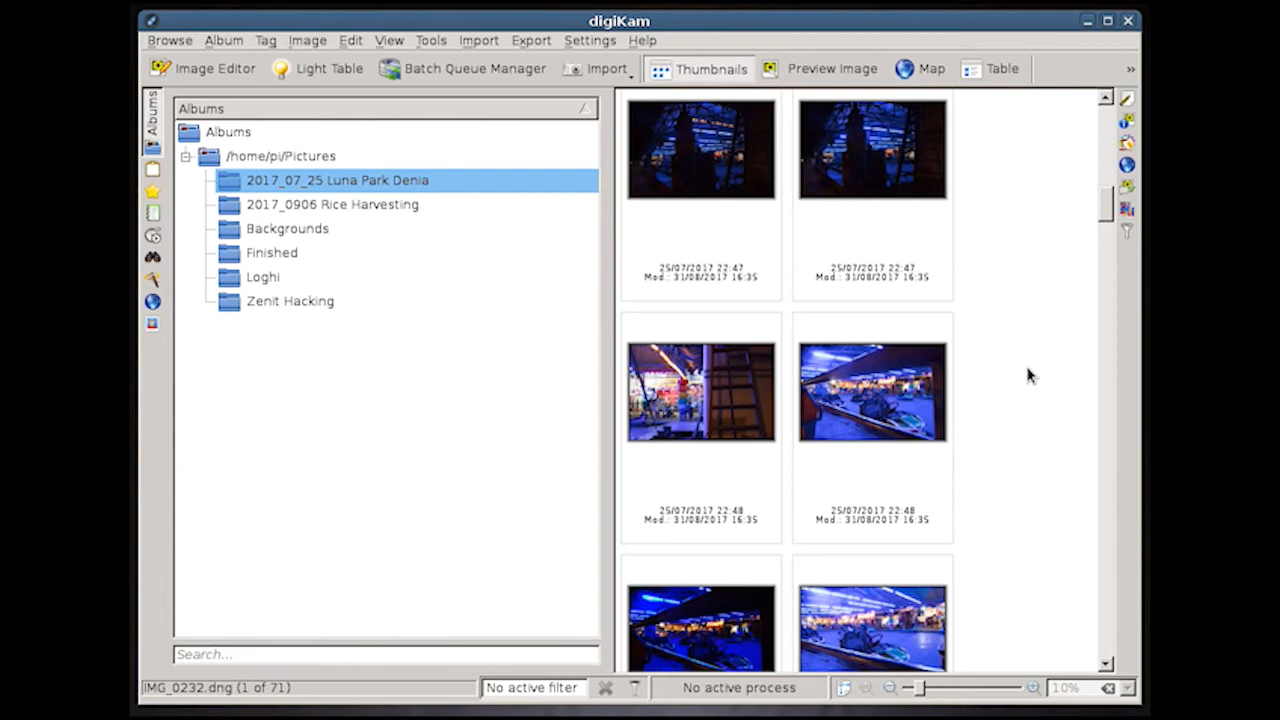 digiKam
Browse Album Tag Image Edit View Tools Import Export Settings Help
Image Editor Light Table Batch Queue Manager Import Thumbnails Preview Image Map Table »
Albums
Albums
Albums
/home/pi/Pictures
2017_07_25 Luna Park Denia
2017_0906 Rice Harvesting
Backgrounds
Finished
Loghi
Zenit Hacking
25/07/2017 22:47
Mod.: 31/08/2017 16:35
25/07/2017 22:47
Mod.: 31/08/2017 16:35
25/07/2017 22:48
Mod.: 31/08/2017 16:35
25/07/2017 22:48
Mod.: 31/08/2017 16:35
Search...
IMG_0232.dng (1 of 71) No active filter No active process 10%